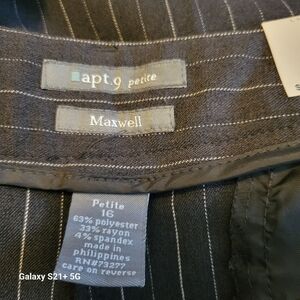 apt 9 petite
Maxwell
Petite
16
63% polyester
33% rayon
4% spandex
made in
philippines
RN#73277
care on reverse
Galaxy S21+ 5G